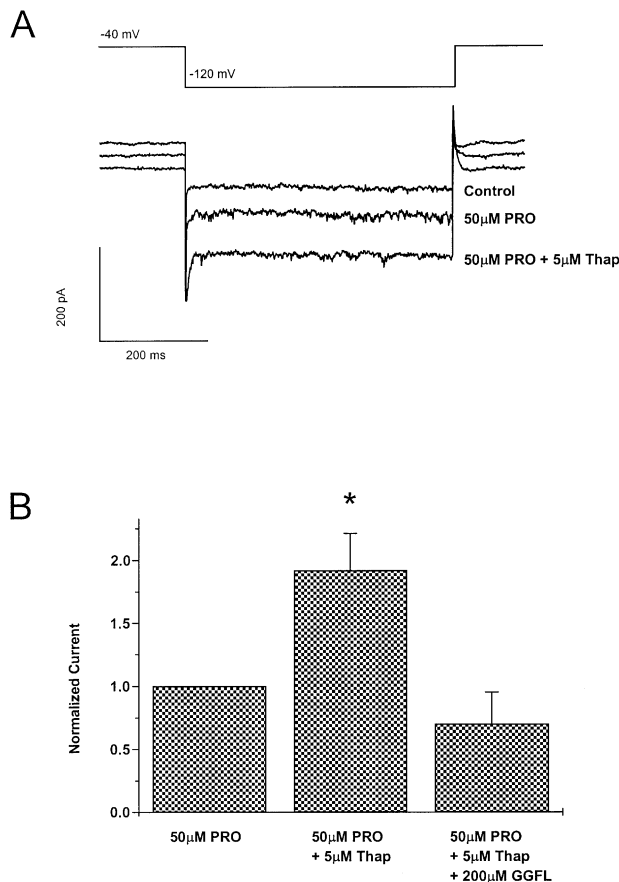 A
-40 mV
-120 mV
Control
50µM PRO
50µM PRO + 5µM Thap
200 pA
200 ms
B
*
2.0
1.5
1.0
0.5
0.0
Normalized Current
50µM PRO
50µM PRO
+ 5µM Thap
50µM PRO
+ 5µM Thap
+ 200µM GGFL